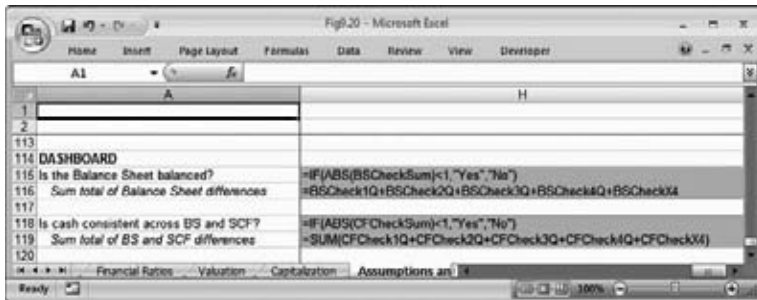 Fig9.20 - Microsoft Excel
Home Insert Page Layout Formulas Data Review View Developer
A1 fx
A H
1
2
113
114 DASHBOARD
115 Is the Balance Sheet balanced? =IF(ABS(BSCheckSum)<1,"Yes","No")
116 Sum total of Balance Sheet differences =BSCheck1Q+BSCheck2Q+BSCheck3Q+BSCheck4Q+BSCheckX4
117
118 Is cash consistent across BS and SCF? =IF(ABS(CFCheckSum)<1,"Yes","No")
119 Sum total of BS and SCF differences =SUM(CFCheck1Q+CFCheck2Q+CFCheck3Q+CFCheck4Q+CFCheckX4)
120
Financial Ratios Valuation Capitalization Assumptions an
Ready 100%